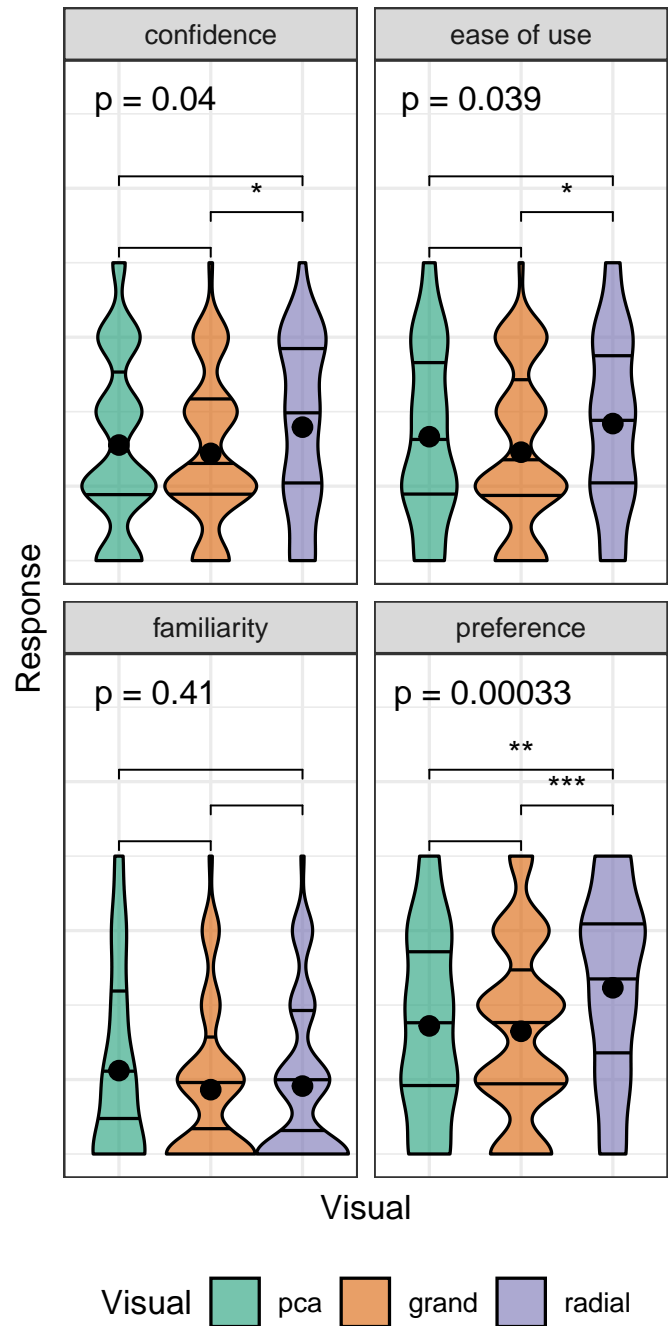 confidence
ease of use
p = 0.04
p = 0.039
*
*
familiarity
preference
p = 0.41
p = 0.00033
**
***
Response
Visual
Visual pca grand radial